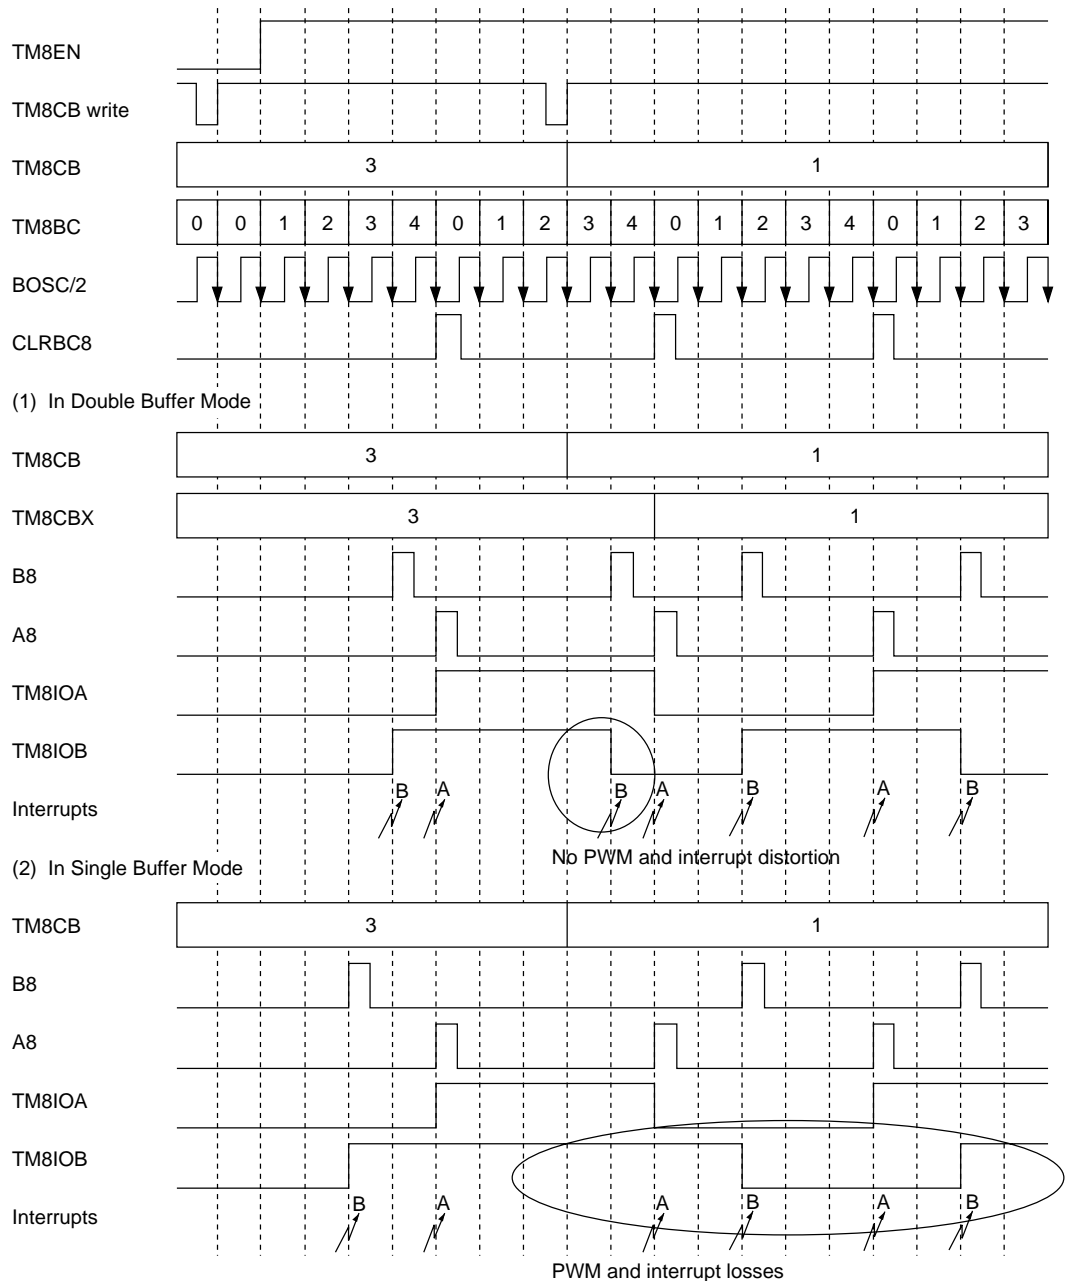 TM8EN
TM8CB write
TM8CB 3 1
TM8BC 0 0 1 2 3 4 0 1 2 3 4 0 1 2 3 4 0 1 2 3
BOSC/2
CLRBC8
(1) In Double Buffer Mode
TM8CB 3 1
TM8CBX 3 1
B8
A8
TM8IOA
TM8IOB
Interrupts B A B A B A B
No PWM and interrupt distortion
(2) In Single Buffer Mode
TM8CB 3 1
B8
A8
TM8IOA
TM8IOB
Interrupts B A A B A B
PWM and interrupt losses